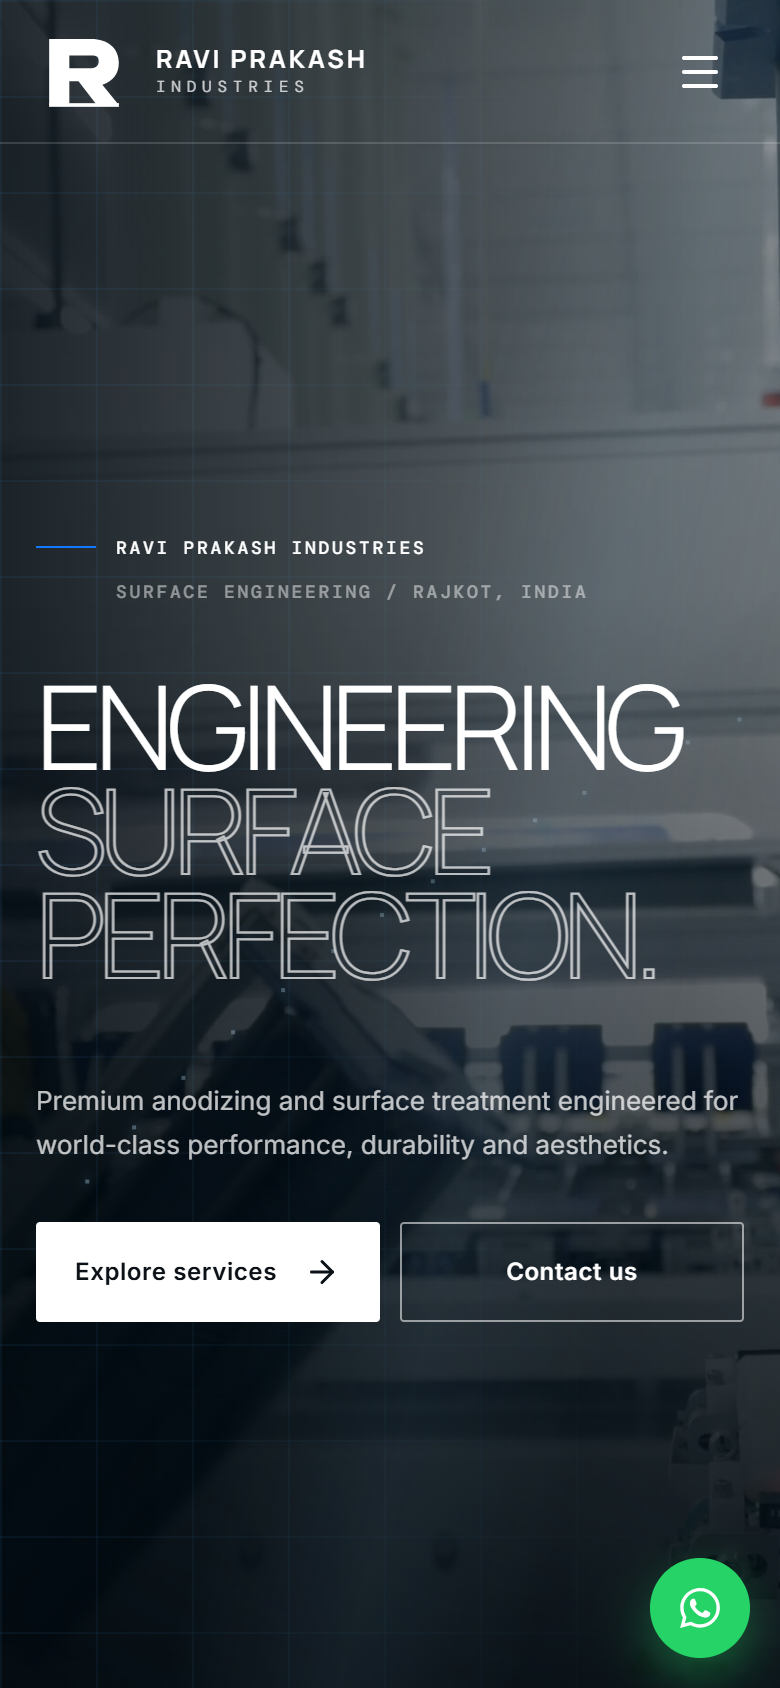 R
RAVI PRAKASH
INDUSTRIES
RAVI PRAKASH INDUSTRIES
SURFACE ENGINEERING / RAJKOT, INDIA
ENGINEERING
SURFACE
PERFECTION.
Premium anodizing and surface treatment engineered for
world-class performance, durability and aesthetics.
Explore services
Contact us